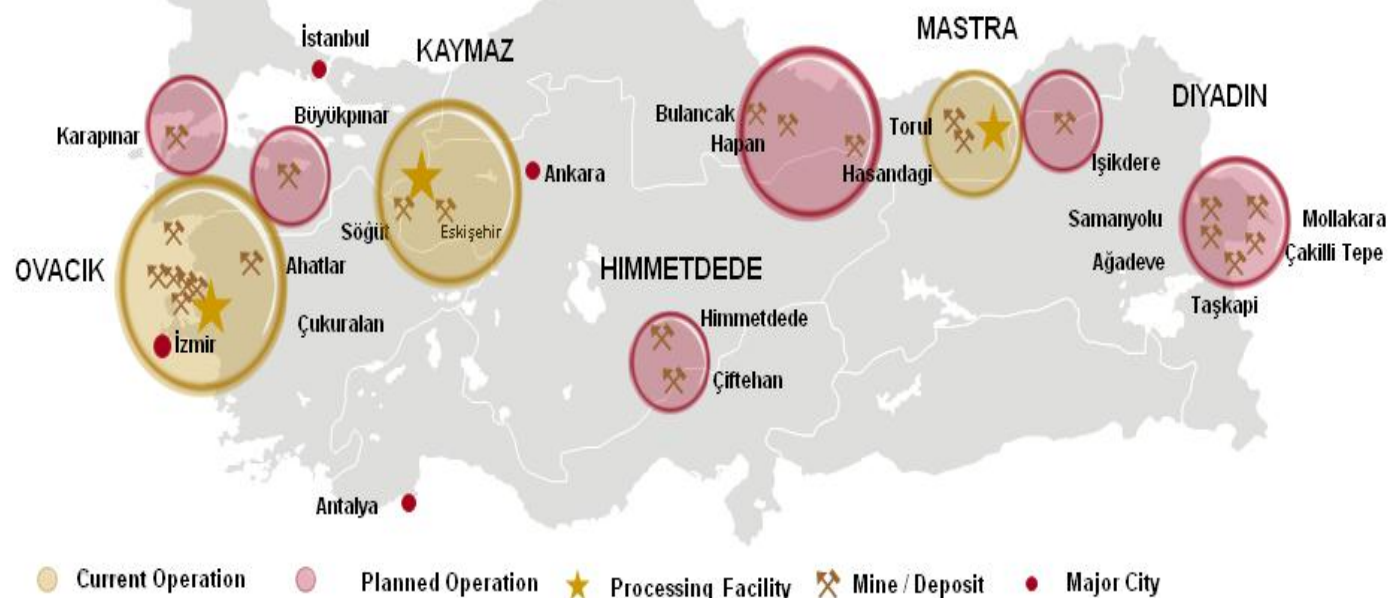 MASTRA
İstanbul
KAYMAZ
DIYADIN
Büyükpınar
Bulancak
Karapınar
Torul
Hapan
Işikdere
Ankara
Hasandagi
Samanyolu
Mollakara
Söğüt
Eskişehir
Çakilli Tepe
OVACIK
Ahatlar
HIMMETDEDE
Ağadeve
Taşkapi
Himmetdede
Çukuralan
İzmir
Çiftehan
Antalya
Current Operation Planned Operation Processing Facility Mine / Deposit Major City